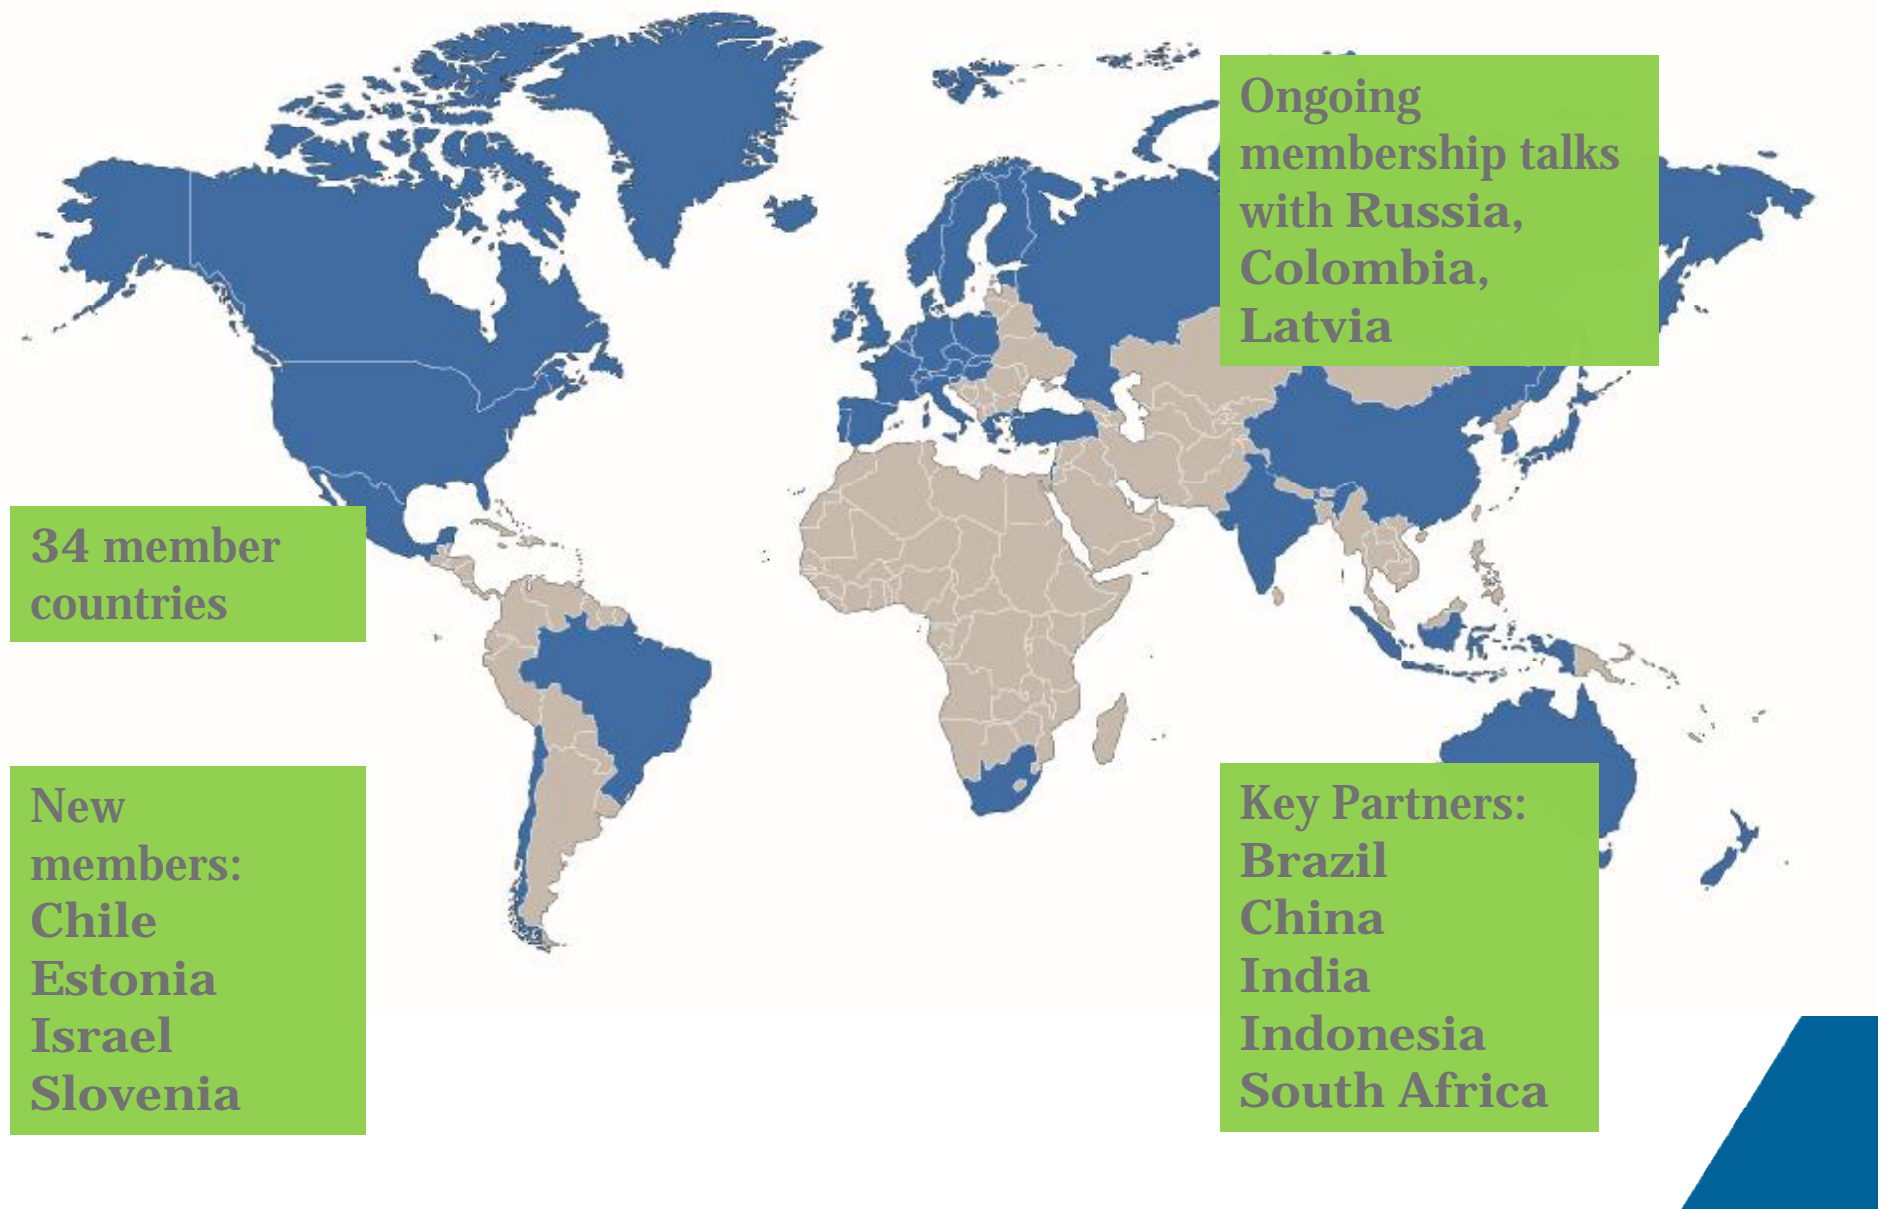 Ongoing
membership talks
with Russia,
Colombia,
Latvia
34 member
countries
New
members:
Chile
Estonia
Israel
Slovenia
Key Partners:
Brazil
China
India
Indonesia
South Africa